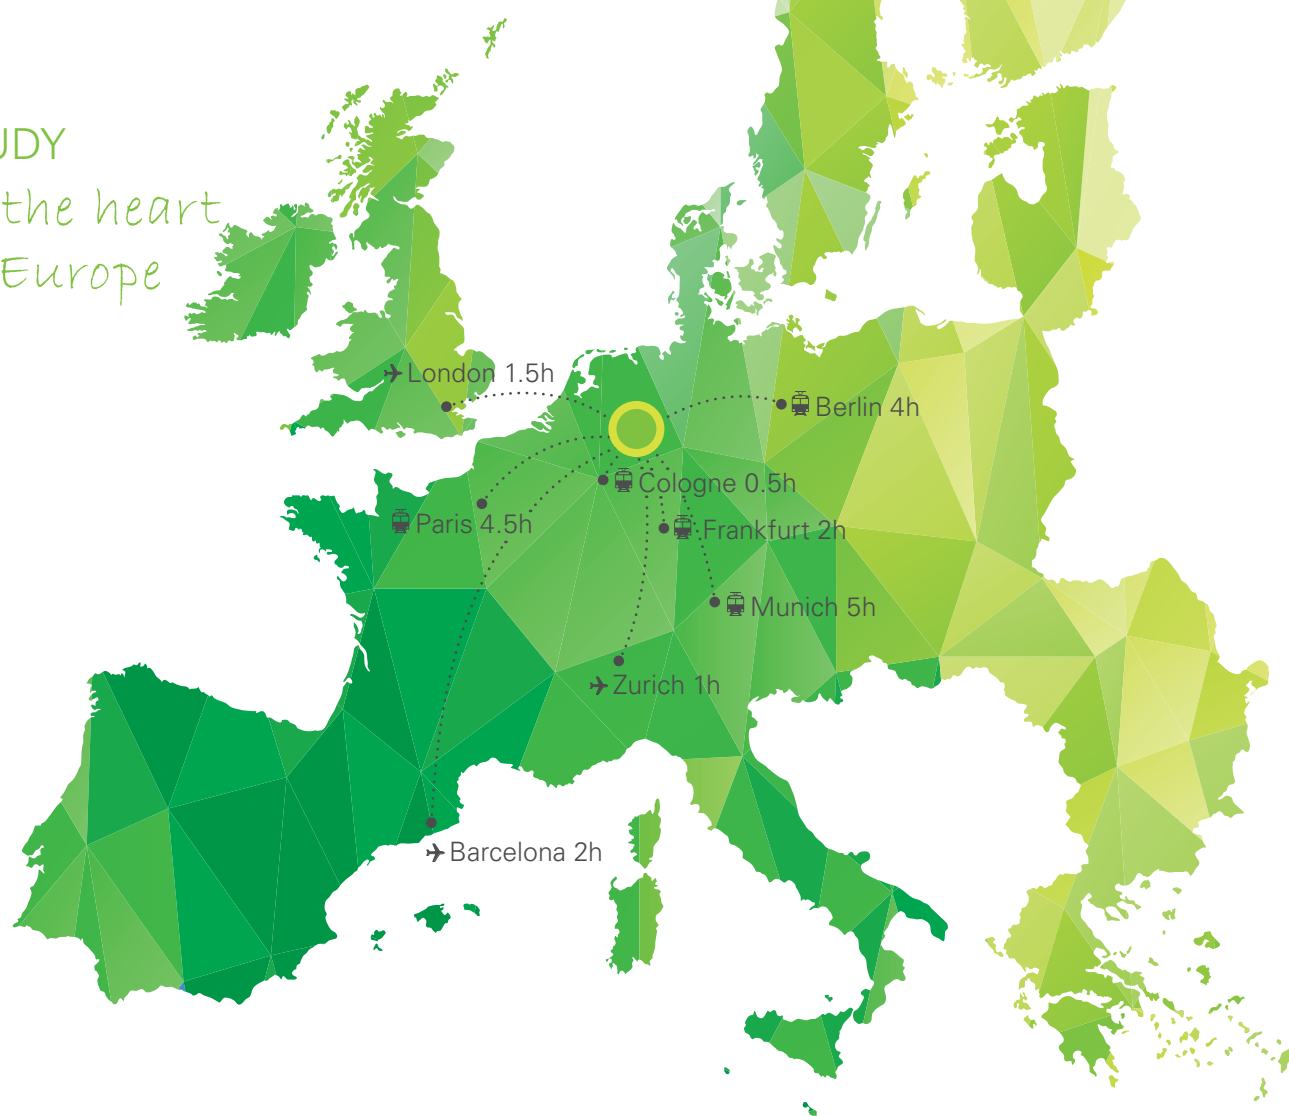 UDY
the heart
Europe
London 1.5h
Berlin 4h
Cologne 0.5h
Paris 4.5h
Frankfurt 2h
Munich 5h
Zurich 1h
Barcelona 2h